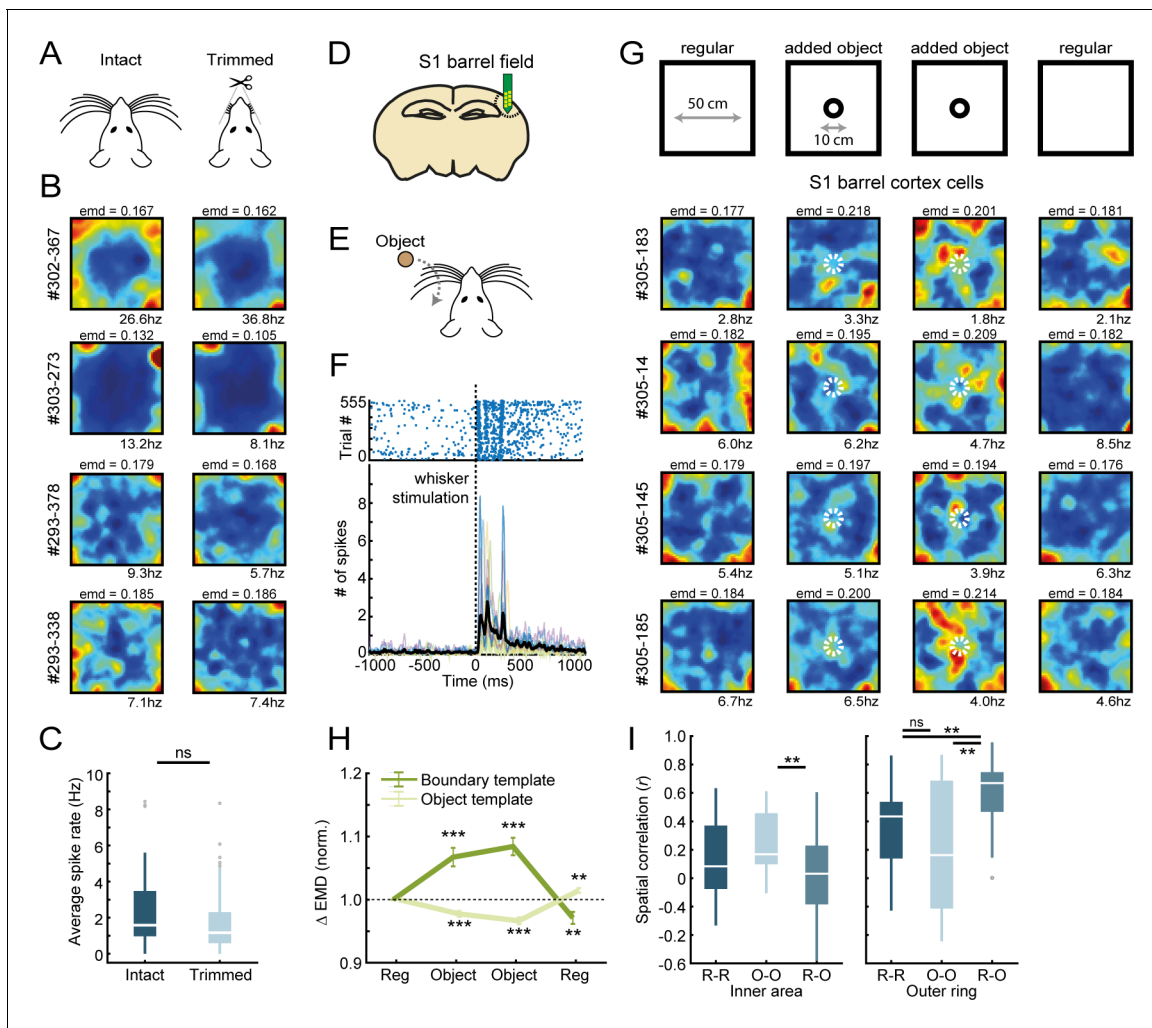 A
Intact
Trimmed
B
#302-367
emd = 0.167
emd = 0.162
26.6hz
36.8hz
#303-273
emd = 0.132
emd = 0.105
13.2hz
8.1hz
#293-378
emd = 0.179
emd = 0.168
9.3hz
5.7hz
#293-338
emd = 0.185
emd = 0.186
7.1hz
7.4hz
C
ns
Average spike rate (Hz)
10
8
6
4
2
0
Intact
Trimmed
D
S1 barrel field
E
Object
F
Trial #
555
0
whisker
stimulation
# of spikes
8
6
4
2
0
-1000
-500
0
500
1000
Time (ms)
G
regular
added object
added object
regular
50 cm
10 cm
S1 barrel cortex cells
#305-183
emd = 0.177
emd = 0.218
emd = 0.201
emd = 0.181
2.8hz
3.3hz
1.8hz
2.1hz
#305-14
emd = 0.182
emd = 0.195
emd = 0.209
emd = 0.182
6.0hz
6.2hz
4.7hz
8.5hz
#305-145
emd = 0.179
emd = 0.197
emd = 0.194
emd = 0.176
5.4hz
5.1hz
3.9hz
6.3hz
#305-185
emd = 0.184
emd = 0.200
emd = 0.214
emd = 0.184
6.7hz
6.5hz
4.0hz
4.6hz
H
Boundary template
Object template
Δ EMD (norm.)
1.2
1.1
1.0
0.9
***
***
**
***
***
**
Reg
Object
Object
Reg
I
Spatial correlation (r)
1.0
0.8
0.6
0.4
0.2
0
-0.2
-0.4
-0.6
**
ns
**
**
R-R
O-O
R-O
Inner area
R-R
O-O
R-O
Outer ring